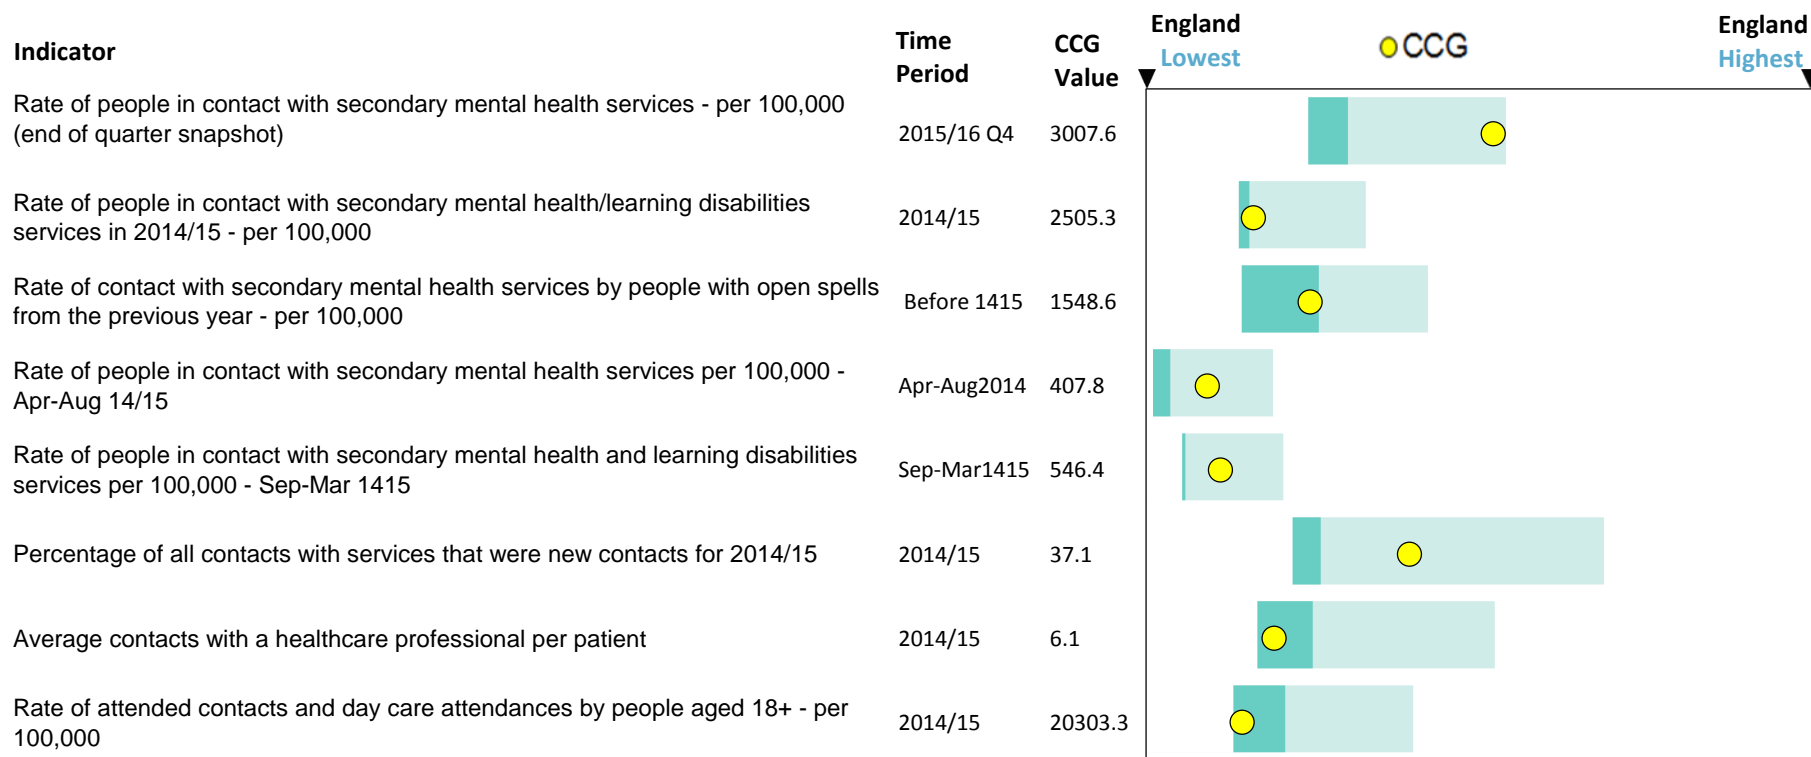 Indicator
Time Period
CCG Value
England Lowest
CCG
England Highest
Rate of people in contact with secondary mental health services - per 100,000
(end of quarter snapshot)
2015/16 Q4 3007.6
Rate of people in contact with secondary mental health/learning disabilities
services in 2014/15 - per 100,000
2014/15 2505.3
Rate of contact with secondary mental health services by people with open spells
from the previous year - per 100,000
Before 1415 1548.6
Rate of people in contact with secondary mental health services per 100,000 -
Apr-Aug 14/15
Apr-Aug2014 407.8
Rate of people in contact with secondary mental health and learning disabilities
services per 100,000 - Sep-Mar 1415
Sep-Mar1415 546.4
Percentage of all contacts with services that were new contacts for 2014/15
2014/15 37.1
Average contacts with a healthcare professional per patient
2014/15 6.1
Rate of attended contacts and day care attendances by people aged 18+ - per
100,000
2014/15 20303.3